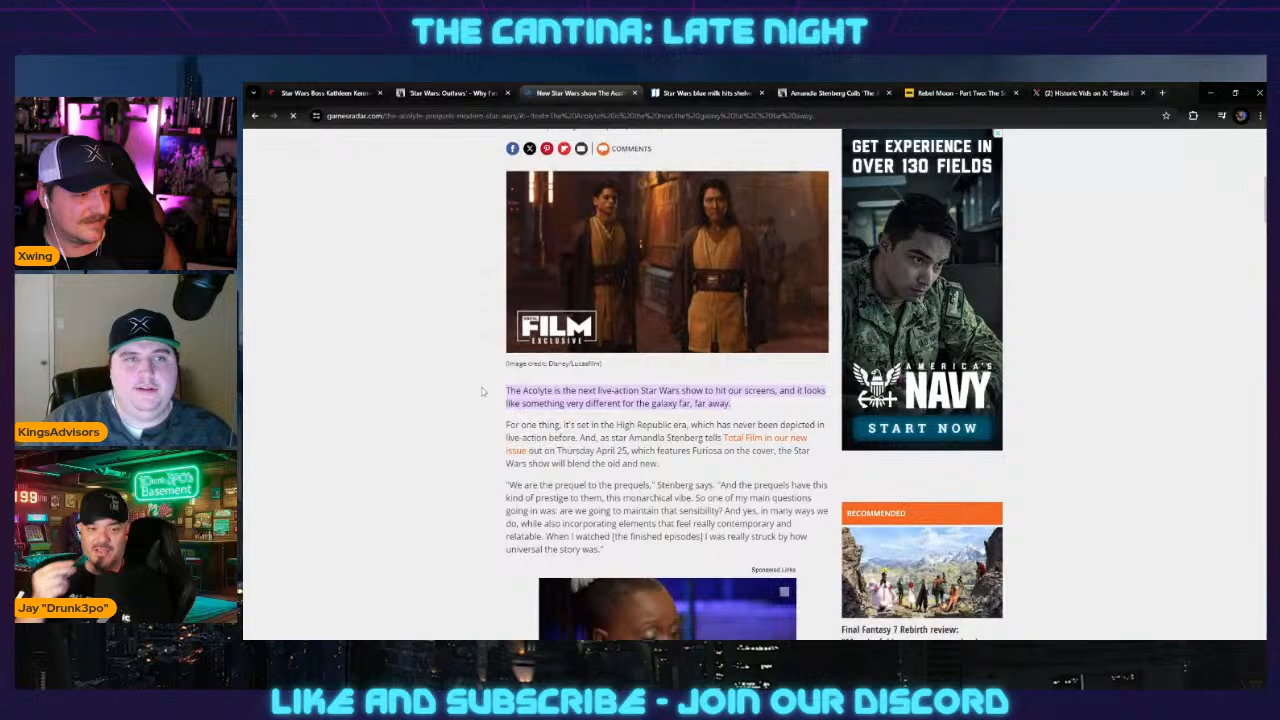 THE CANTINA: LATE NIGHT
Star Wars Boss Kathleen Kenn
'Star Wars: Outlaws' - Why I'm
New Star Wars show The Acol
Star Wars blue milk hits shelve
Amandla Stenberg Calls 'The A
Rebel Moon - Part Two: The S
(2) Historic Vids on X: "Siskel &
COMMENTS
TOTAL
FILM
EXCLUSIVE
(Image credit: Disney/Lucasfilm)
The Acolyte is the next live-action Star Wars show to hit our screens, and it looks
like something very different for the galaxy far, far away.
For one thing, it's set in the High Republic era, which has never been depicted in
live-action before. And, as star Amandla Stenberg tells Total Film in our new
issue out on Thursday April 25, which features Furiosa on the cover, the Star
Wars show will blend the old and new.
"We are the prequel to the prequels," Stenberg says. "And the prequels have this
kind of prestige to them, this monarchical vibe. So one of my main questions
going in was: are we going to maintain that sensibility? And yes, in many ways we
do, while also incorporating elements that feel really contemporary and
relatable. When I watched [the finished episodes] I was really struck by how
universal the story was."
Sponsored Links
GET EXPERIENCE IN
OVER 130 FIELDS
AMERICA'S
NAVY
START NOW
RECOMMENDED
Final Fantasy 7 Rebirth review:
Xwing
KingsAdvisors
Drunk3PO's
Basement
Jay "Drunk3po"
LIKE AND SUBSCRIBE - JOIN OUR DISCORD